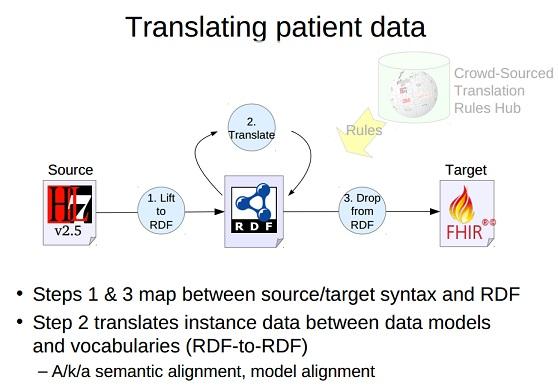 Translating patient data
Crowd-Sourced
Translation
Rules Hub
Rules
2.
Translate
Source
Target
HL7
v2.5
1. Lift
to
RDF
RDF
3. Drop
from
RDF
FHIR®©
• Steps 1 & 3 map between source/target syntax and RDF
• Step 2 translates instance data between data models
and vocabularies (RDF-to-RDF)
– A/k/a semantic alignment, model alignment